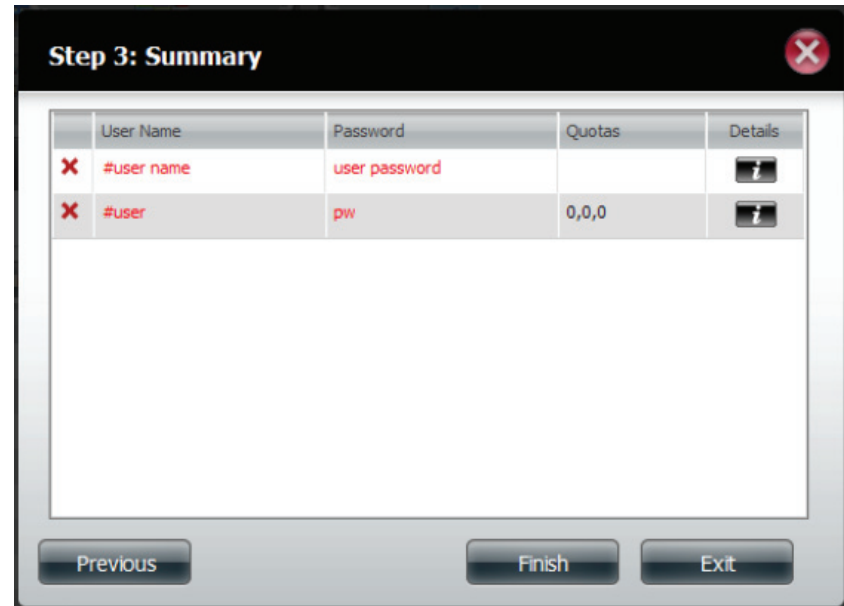 Step 3: Summary
User Name Password Quotas Details
#user name user password
#user pw 0,0,0
Previous Finish Exit